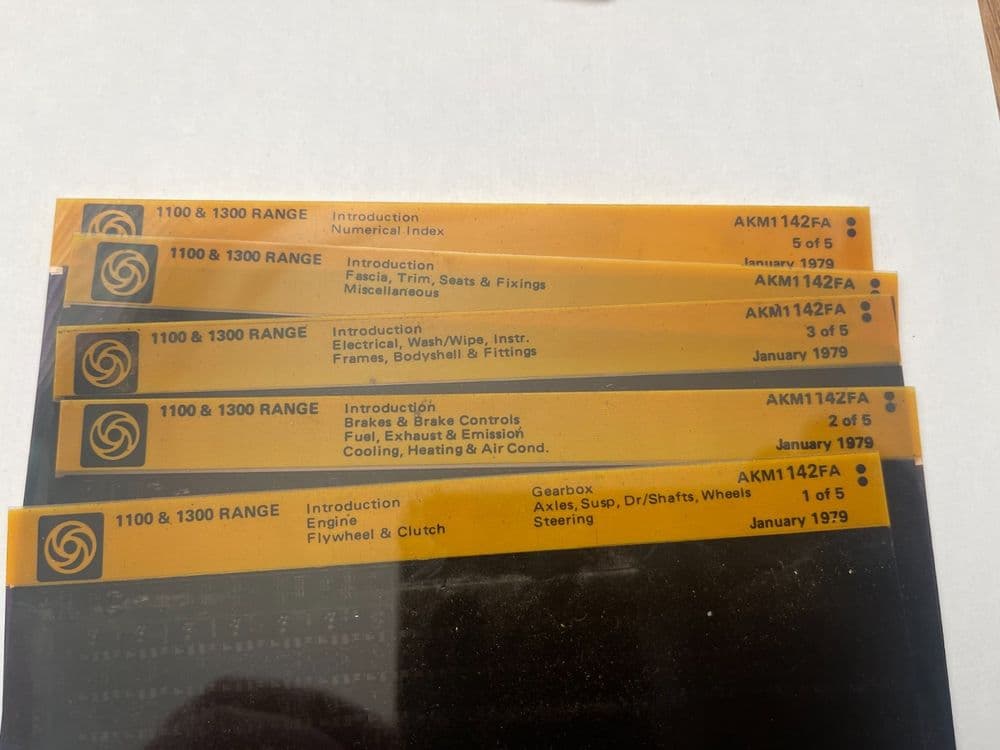 1100 & 1300 RANGE Introduction AKM1142FA
Numerical Index 5 of 5
January 1979
1100 & 1300 RANGE Introduction AKM1142FA
Fascia, Trim, Seats & Fixings
Miscellaneous
1100 & 1300 RANGE Introduction AKM1142FA
Electrical, Wash/Wipe, Instr. 3 of 5
Frames, Bodyshell & Fittings January 1979
1100 & 1300 RANGE Introduction AKM1142FA
Brakes & Brake Controls 2 of 5
Fuel, Exhaust & Emission January 1979
Cooling, Heating & Air Cond.
1100 & 1300 RANGE Introduction Gearbox AKM1142FA
Engine Axles, Susp, Dr/Shafts, Wheels 1 of 5
Flywheel & Clutch Steering January 1979